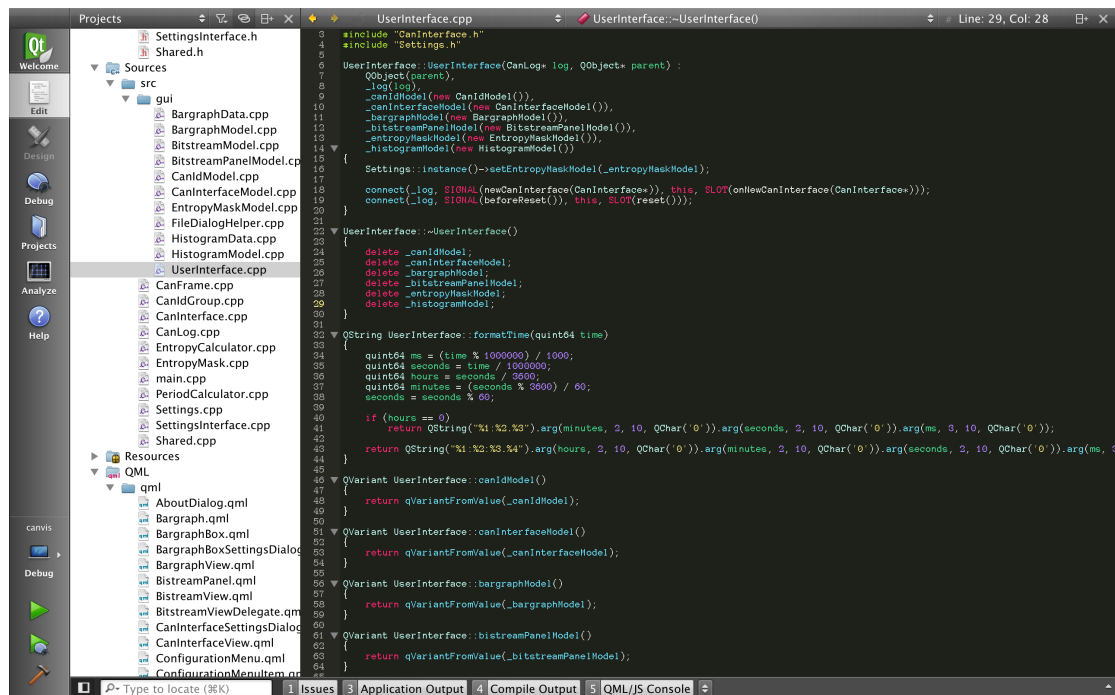 Projects
UserInterface.cpp
UserInterface::~UserInterface()
# Line: 29, Col: 28
Qt
Welcome
Edit
Design
Debug
Projects
Analyze
Help
canvis
Debug
SettingsInterface.h
Shared.h
Sources
src
gui
BargraphData.cpp
BargraphModel.cpp
BitstreamModel.cpp
BitstreamPanelModel.cp
CanIdModel.cpp
CanInterfaceModel.cpp
EntropyMaskModel.cpp
FileDialogHelper.cpp
HistogramData.cpp
HistogramModel.cpp
UserInterface.cpp
CanFrame.cpp
CanIdGroup.cpp
CanInterface.cpp
CanLog.cpp
EntropyCalculator.cpp
EntropyMask.cpp
main.cpp
PeriodCalculator.cpp
Settings.cpp
SettingsInterface.cpp
Shared.cpp
Resources
QML
qml
AboutDialog.qml
Bargraph.qml
BargraphBox.qml
BargraphBoxSettingsDialog
BargraphView.qml
BistreamPanel.qml
BistreamView.qml
BitstreamViewDelegate.qm
CanInterfaceSettingsDialog
CanInterfaceView.qml
ConfigurationMenu.qml
ConfigurationMenuItem.qm
3 #include "CanInterface.h"
4 #include "Settings.h"
5
6 UserInterface::UserInterface(CanLog* log, QObject* parent) :
7 QObject(parent),
8 _log(log),
9 _canIdModel(new CanIdModel()),
10 _canInterfaceModel(new CanInterfaceModel()),
11 _bargraphModel(new BargraphModel()),
12 _bitstreamPanelModel(new BitstreamPanelModel()),
13 _entropyMaskModel(new EntropyMaskModel()),
14 _histogramModel(new HistogramModel())
15 {
16 Settings::instance()->setEntropyMaskModel(_entropyMaskModel);
17
18 connect(_log, SIGNAL(newCanInterface(CanInterface*)), this, SLOT(onNewCanInterface(CanInterface*)));
19 connect(_log, SIGNAL(beforeReset()), this, SLOT(reset()));
20 }
21
22 UserInterface::~UserInterface()
23 {
24 delete _canIdModel;
25 delete _canInterfaceModel;
26 delete _bargraphModel;
27 delete _bitstreamPanelModel;
28 delete _entropyMaskModel;
29 delete _histogramModel;
30 }
31
32 QString UserInterface::formatTime(quint64 time)
33 {
34 quint64 ms = (time % 1000000) / 1000;
35 quint64 seconds = time / 1000000;
36 quint64 hours = seconds / 3600;
37 quint64 minutes = (seconds % 3600) / 60;
38 seconds = seconds % 60;
39
40 if (hours == 0)
41 return QString("%1:%2.%3").arg(minutes, 2, 10, QChar('0')).arg(seconds, 2, 10, QChar('0')).arg(ms, 3, 10, QChar('0'));
42
43 return QString("%1:%2:%3.%4").arg(hours, 2, 10, QChar('0')).arg(minutes, 2, 10, QChar('0')).arg(seconds, 2, 10, QChar('0')).arg(ms, 3
44 }
45
46 QVariant UserInterface::canIdModel()
47 {
48 return qVariantFromValue(_canIdModel);
49 }
50
51 QVariant UserInterface::canInterfaceModel()
52 {
53 return qVariantFromValue(_canInterfaceModel);
54 }
55
56 QVariant UserInterface::bargraphModel()
57 {
58 return qVariantFromValue(_bargraphModel);
59 }
60
61 QVariant UserInterface::bistreamPanelModel()
62 {
63 return qVariantFromValue(_bitstreamPanelModel);
64 }
65
Type to locate (⌘K)
1 Issues
3 Application Output
4 Compile Output
5 QML/JS Console